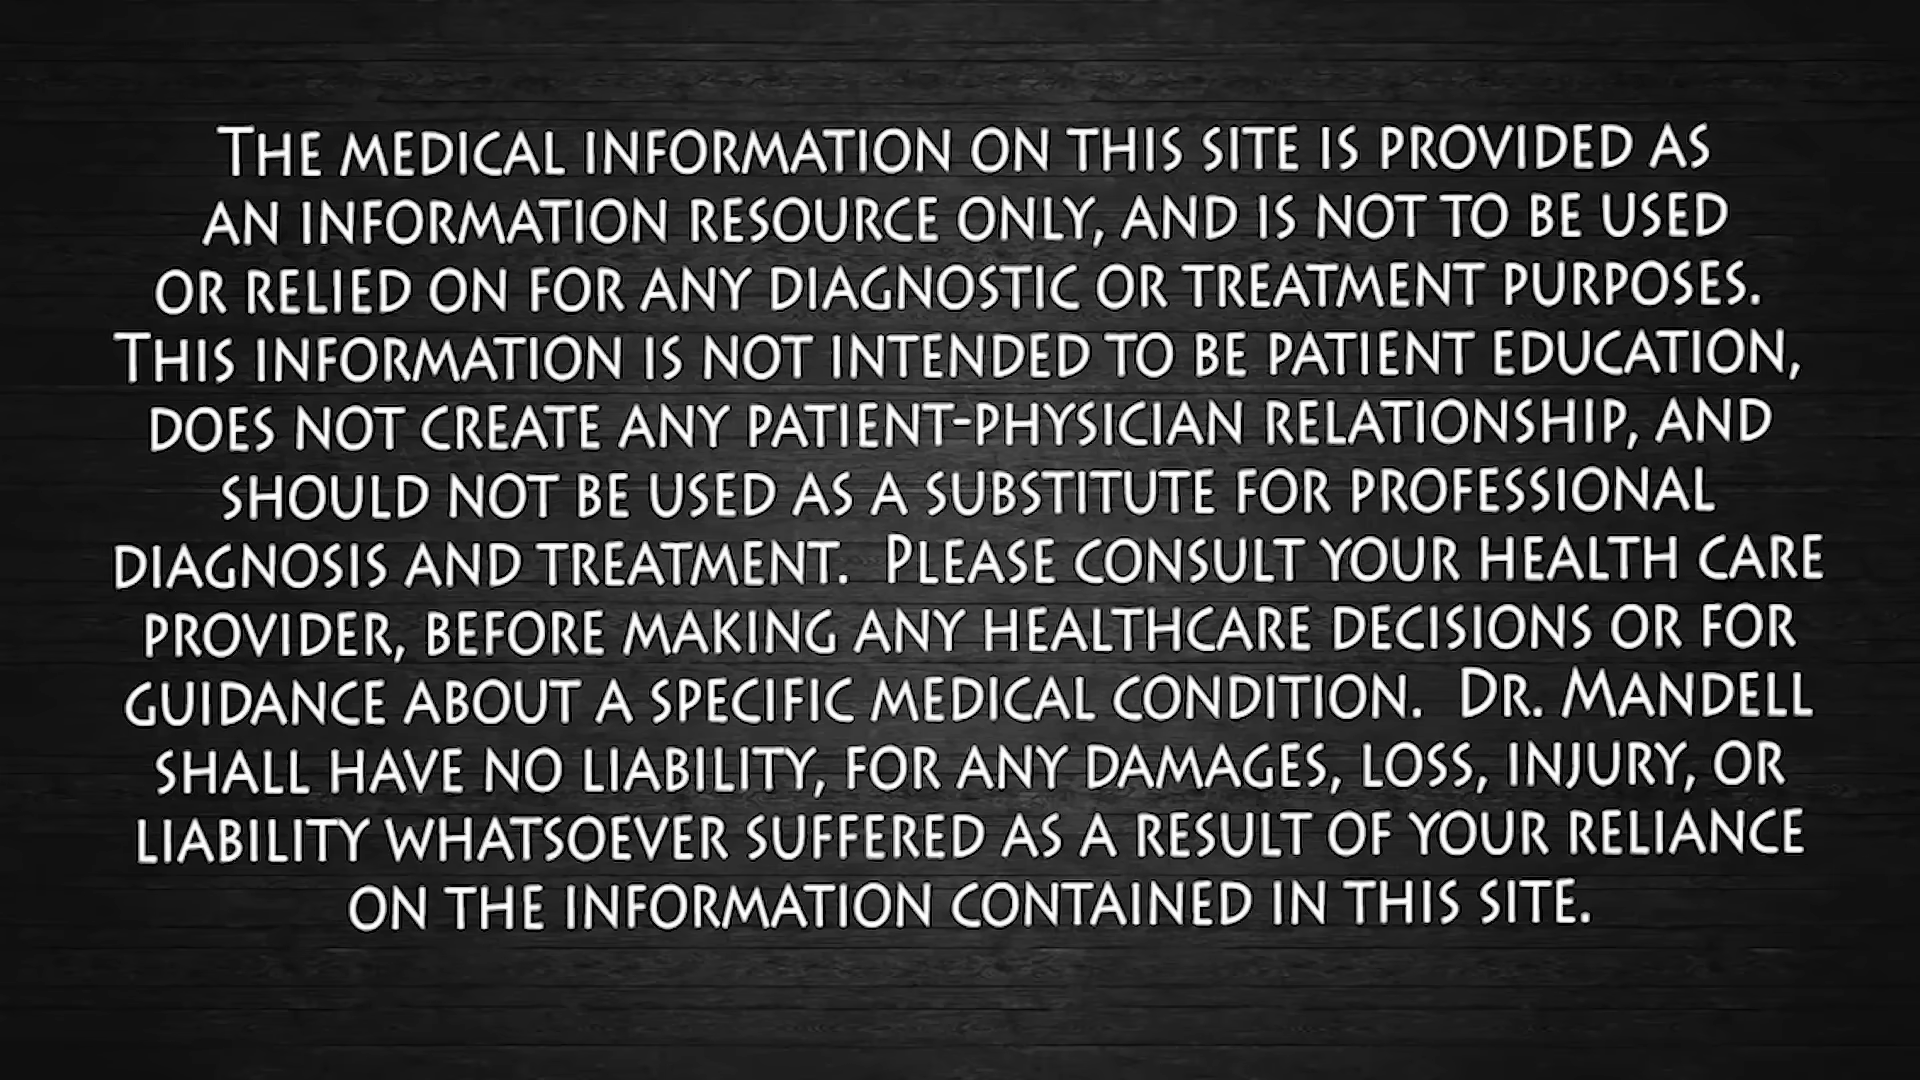 The medical information on this site is provided as
an information resource only, and is not to be used
or relied on for any diagnostic or treatment purposes.
This information is not intended to be patient education,
does not create any patient-physician relationship, and
should not be used as a substitute for professional
diagnosis and treatment.  Please consult your health care
provider, before making any healthcare decisions or for
guidance about a specific medical condition.  Dr. Mandell
shall have no liability, for any damages, loss, injury, or
liability whatsoever suffered as a result of your reliance
on the information contained in this site.